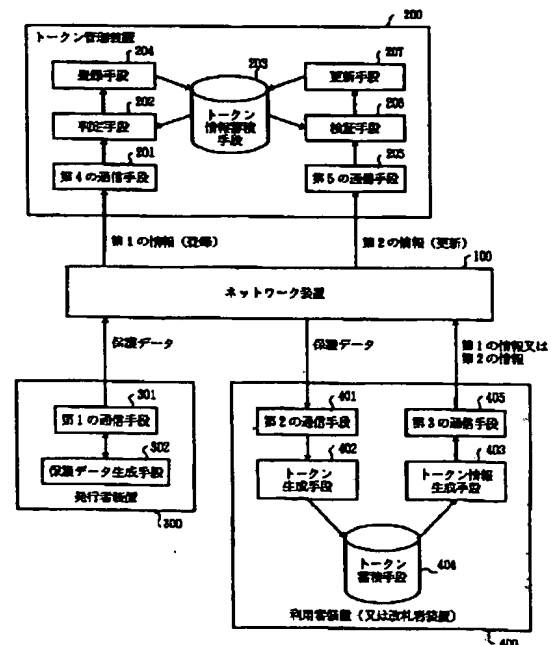 200
トークン管理装置
204
登録手段
203
207
更新手段
202
判定手段
トークン
情報蓄積
手段
206
検証手段
201
第4の通信手段
205
第5の通信手段
第1の情報(登録)
第2の情報(更新)
100
ネットワーク装置
保護データ
保護データ
第1の情報又は
第2の情報
301
第1の通信手段
302
保護データ生成手段
発行者装置
300
401
第2の通信手段
405
第3の通信手段
402
トークン
生成手段
403
トークン情報
生成手段
トークン
蓄積手段
404
利用者装置(又は改札者装置)
400